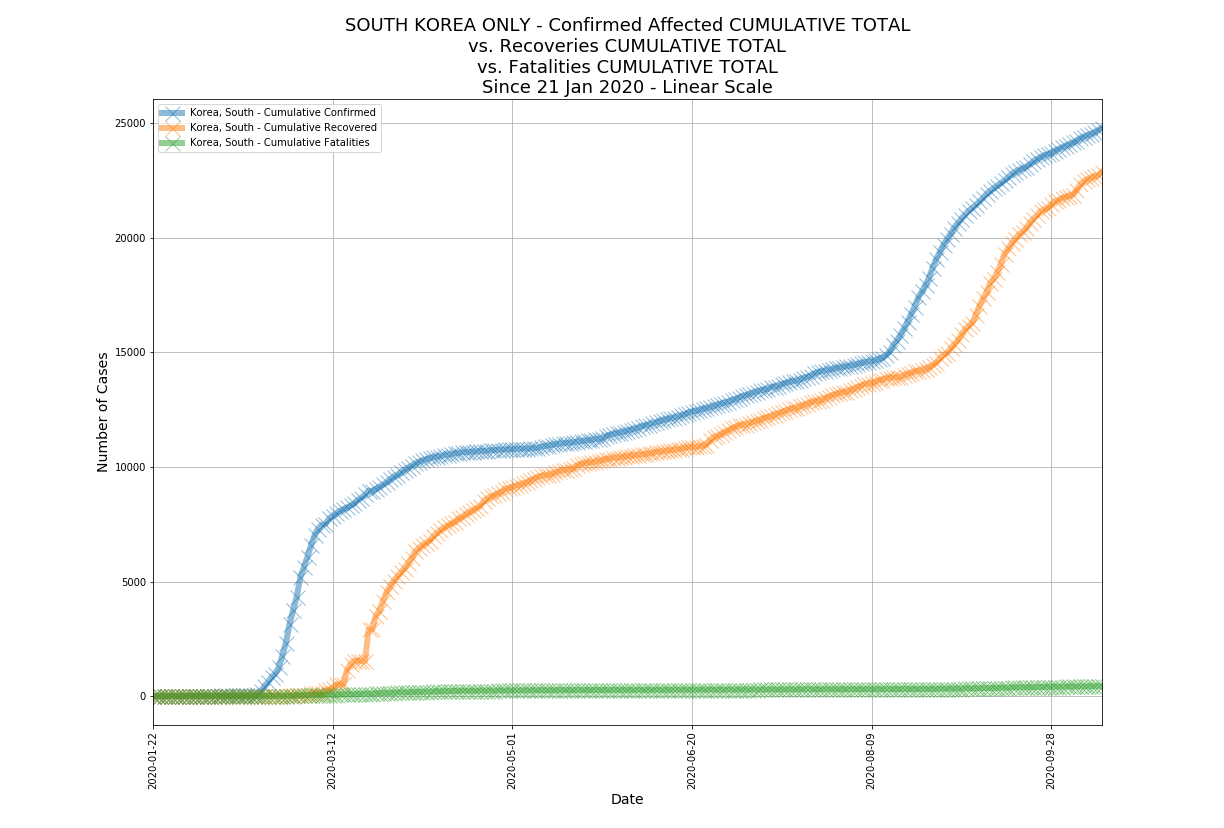 SOUTH KOREA ONLY - Confirmed Affected CUMULATIVE TOTAL
vs. Recoveries CUMULATIVE TOTAL
vs. Fatalities CUMULATIVE TOTAL
Since 21 Jan 2020 - Linear Scale
Korea, South - Cumulative Confirmed
Korea, South - Cumulative Recovered
Korea, South - Cumulative Fatalities
Number of Cases
25000
20000
15000
10000
5000
0
2020-01-22
2020-03-12
2020-05-01
2020-06-20
2020-08-09
2020-09-28
Date